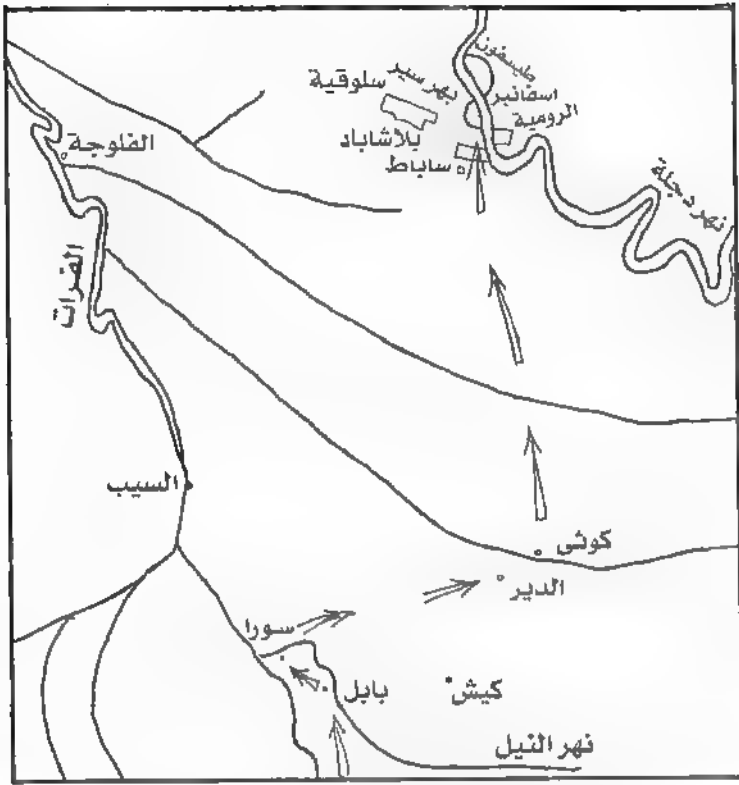 طيسفون
سلوقية
بهرسير
اسفانبر
الرومية
بلاشاباد
ساباط
الفلوجة
نهر دجلة
الفرات
السيب
كوثى
الدير
سورا
بابل
كيش
نهر النيل